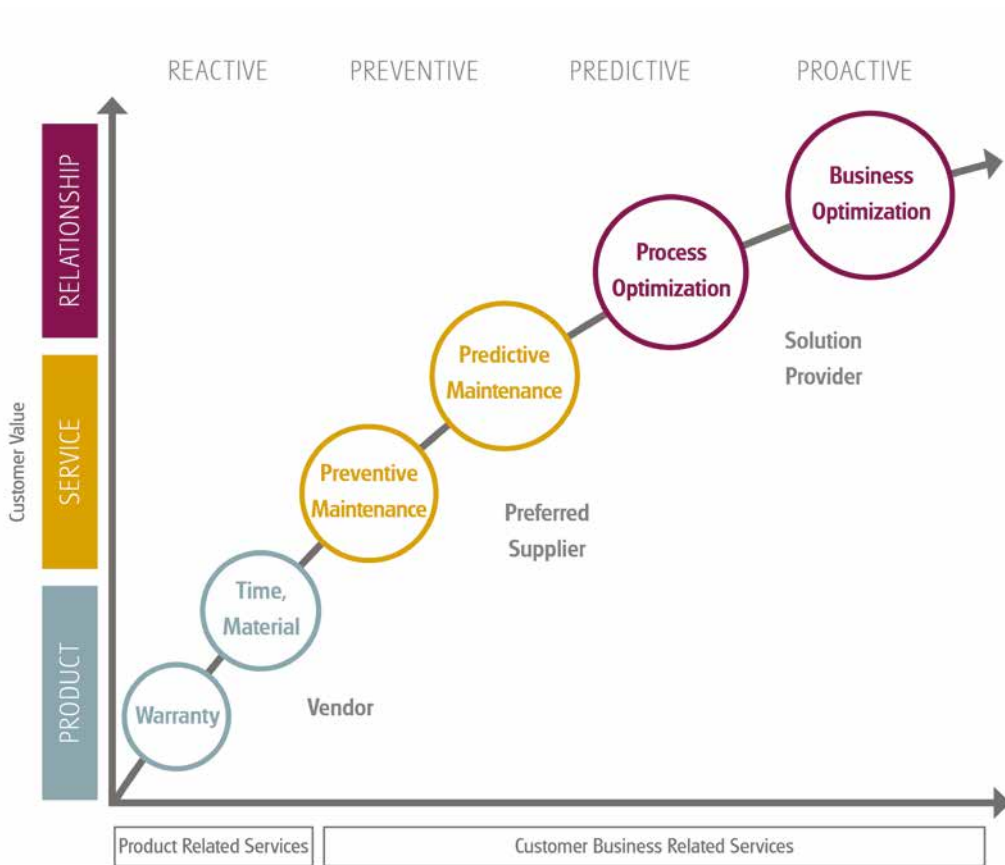 REACTIVE PREVENTIVE PREDICTIVE PROACTIVE
RELATIONSHIP
SERVICE
PRODUCT
Customer Value
Business
Optimization
Process
Optimization
Solution
Provider
Predictive
Maintenance
Preventive
Maintenance
Preferred
Supplier
Time,
Material
Vendor
Warranty
Product Related Services
Customer Business Related Services